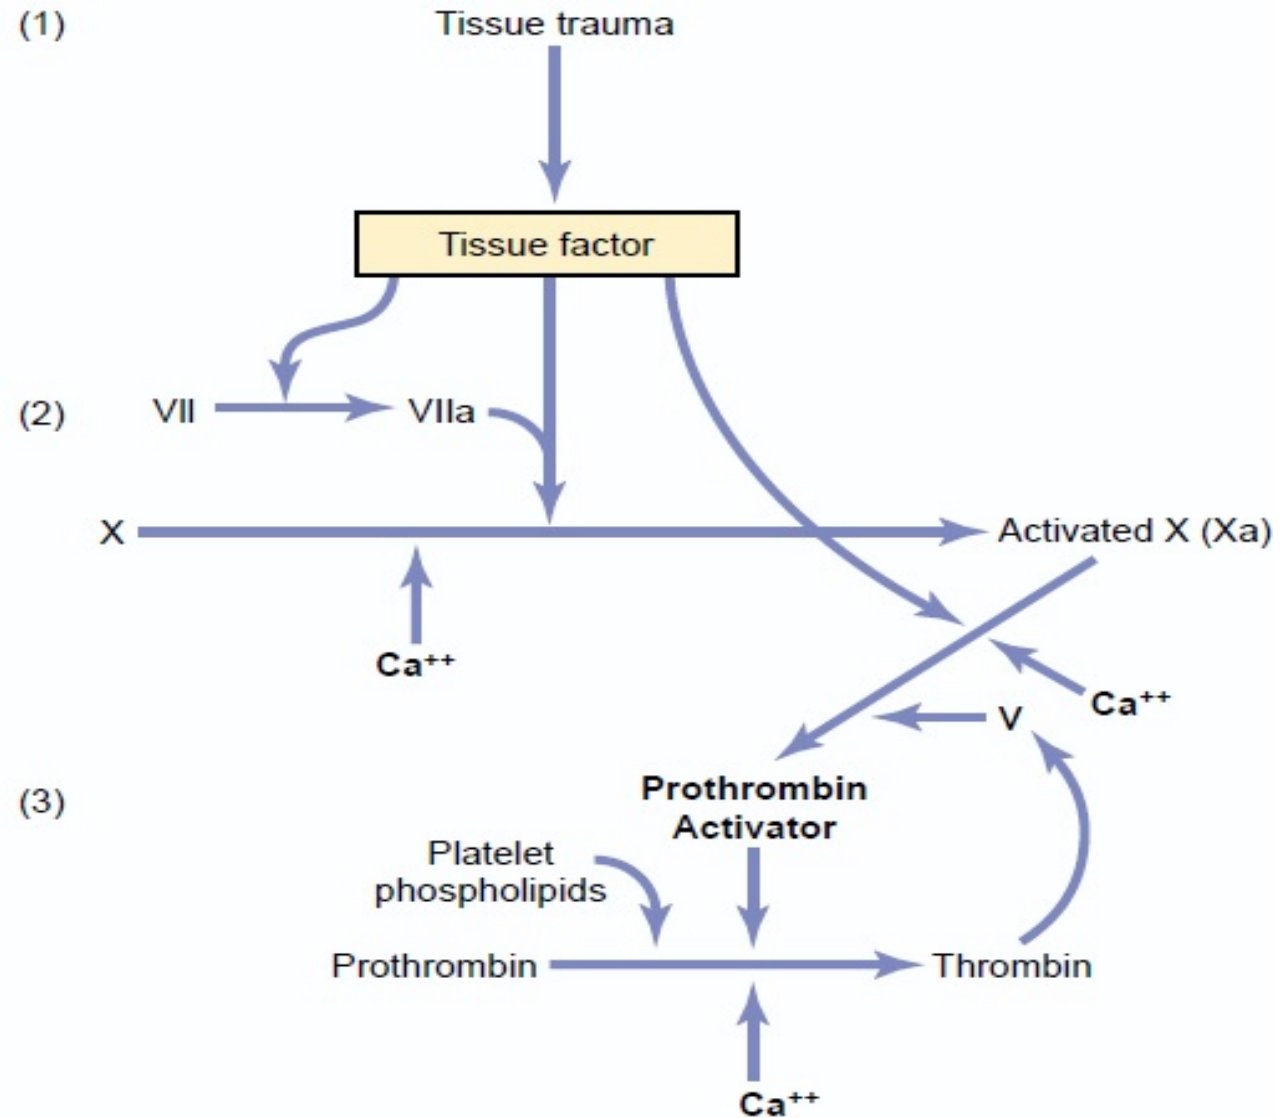 (1)
Tissue trauma
Tissue factor
(2)
VII
VIIa
X
Activated X (Xa)
Ca++
Ca++
V
(3)
Prothrombin
Activator
Platelet
phospholipids
Prothrombin
Thrombin
Ca++